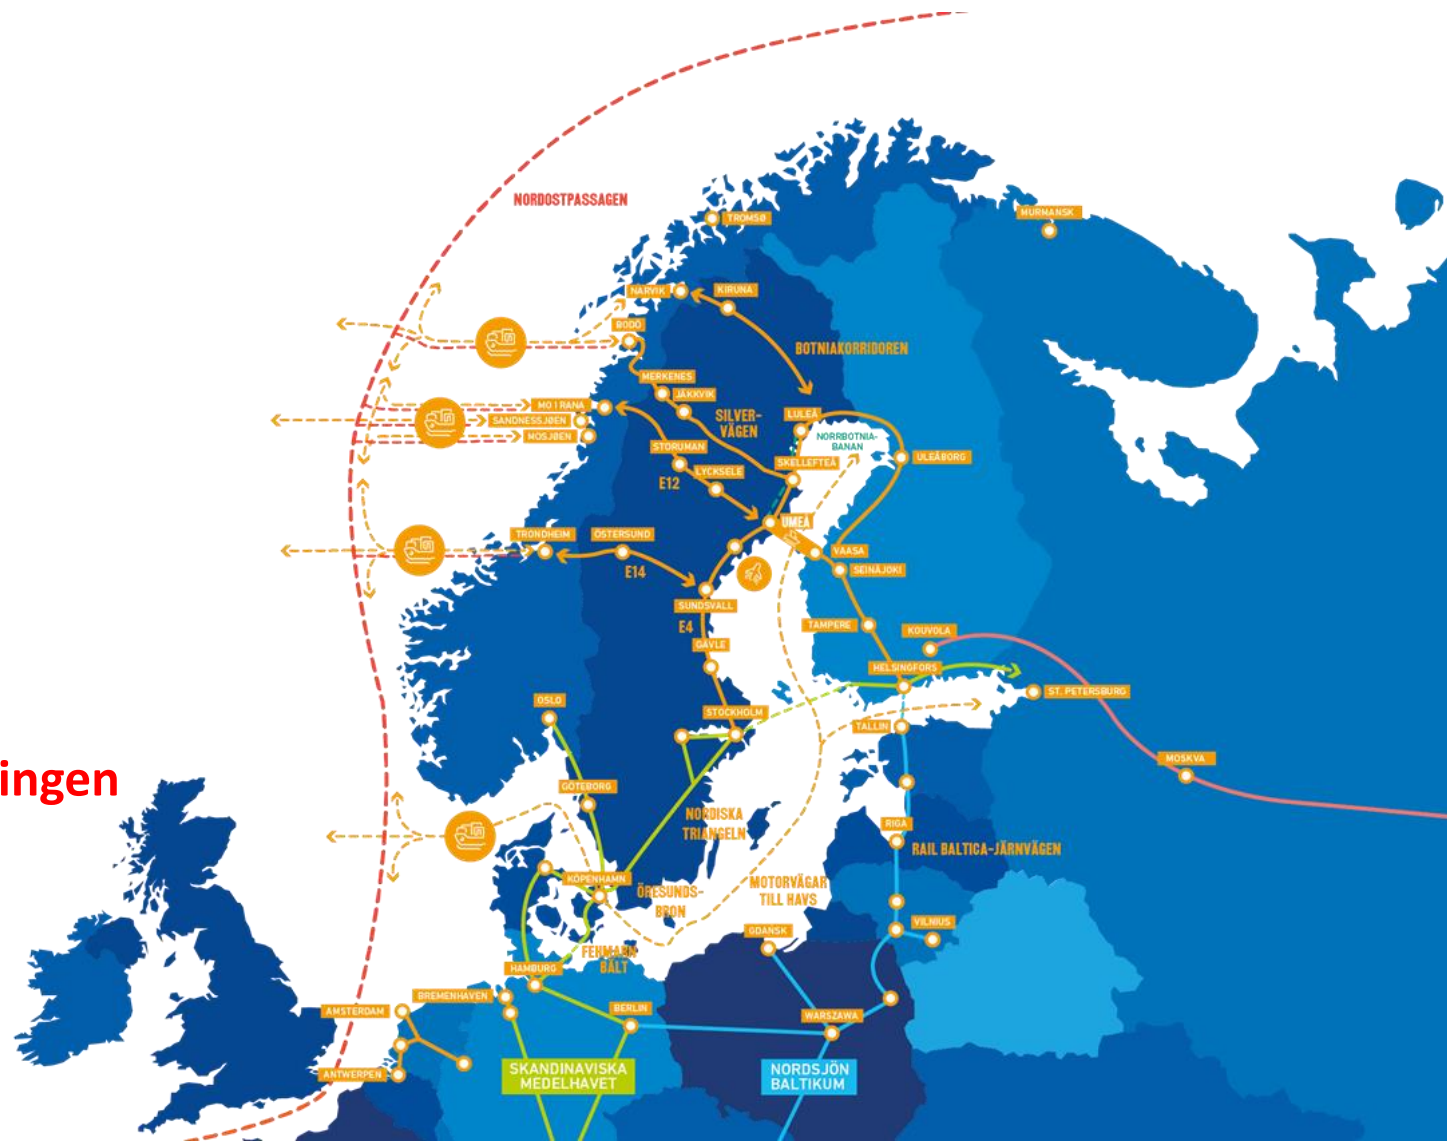 NORDOSTPASSAGEN
TROMSØ
MURMANSK
NARVIK
KIRUNA
BODÖ
BOTNIAKORRIDOREN
MERKENES
JÄKKVIK
MO I RANA
SANDNESSJØEN
MOSJØEN
SILVER-
VÄGEN
LULEÅ
NORRBOTNIA-
BANAN
STORUMAN
LYCKSELE
E12
SKELLEFTEÅ
ULEÅBORG
UMEÅ
TRONDHEIM
ÖSTERSUND
E14
VAASA
SEINÄJOKI
SUNDSVALL
E4
TAMPERE
KOUVOLA
GÄVLE
HELSINGFORS
ST. PETERSBURG
OSLO
STOCKHOLM
TALLIN
MOSKVA
ingen
GÖTEBORG
NORDISKA
TRIANGELN
RIGA
RAIL BALTICA-JÄRNVÄGEN
KÖPENHAMN
ÖRESUNDS-
BRON
MOTORVÄGAR
TILL HAVS
VILNIUS
GDANSK
FEHMARN
BÄLT
HAMBURG
BREMENHAVEN
AMSTERDAM
BERLIN
WARSZAWA
ANTWERPEN
SKANDINAVISKA
MEDELHAVET
NORDSJÖN
BALTIKUM